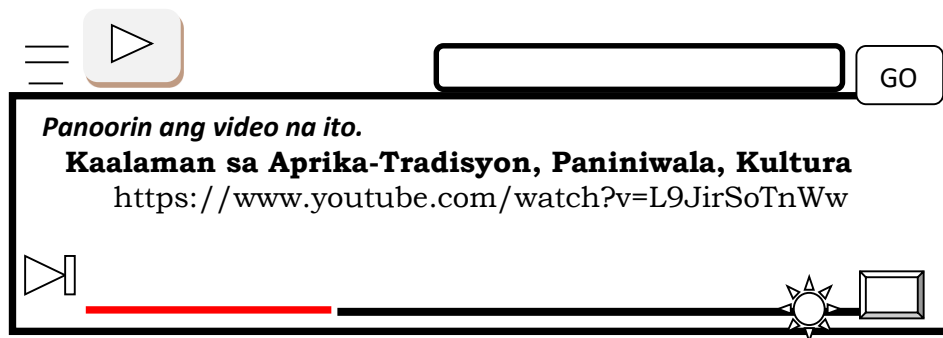 GO
Panoorin ang video na ito.
Kaalaman sa Aprika-Tradisyon, Paniniwala, Kultura
https://www.youtube.com/watch?v=L9JirSoTnWw